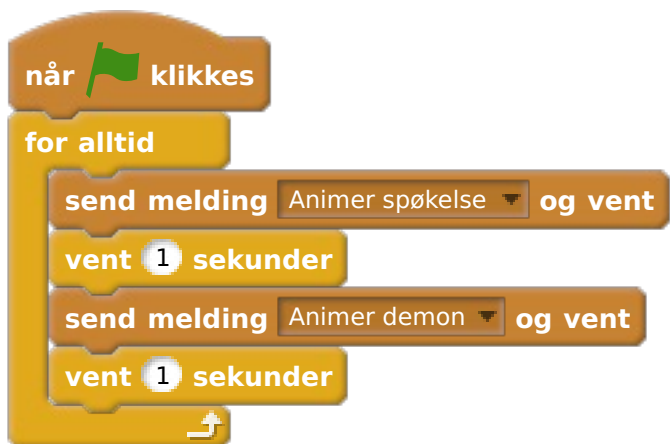 når klikkes
for alltid
send melding Animer spøkelse og vent
vent 1 sekunder
send melding Animer demon og vent
vent 1 sekunder